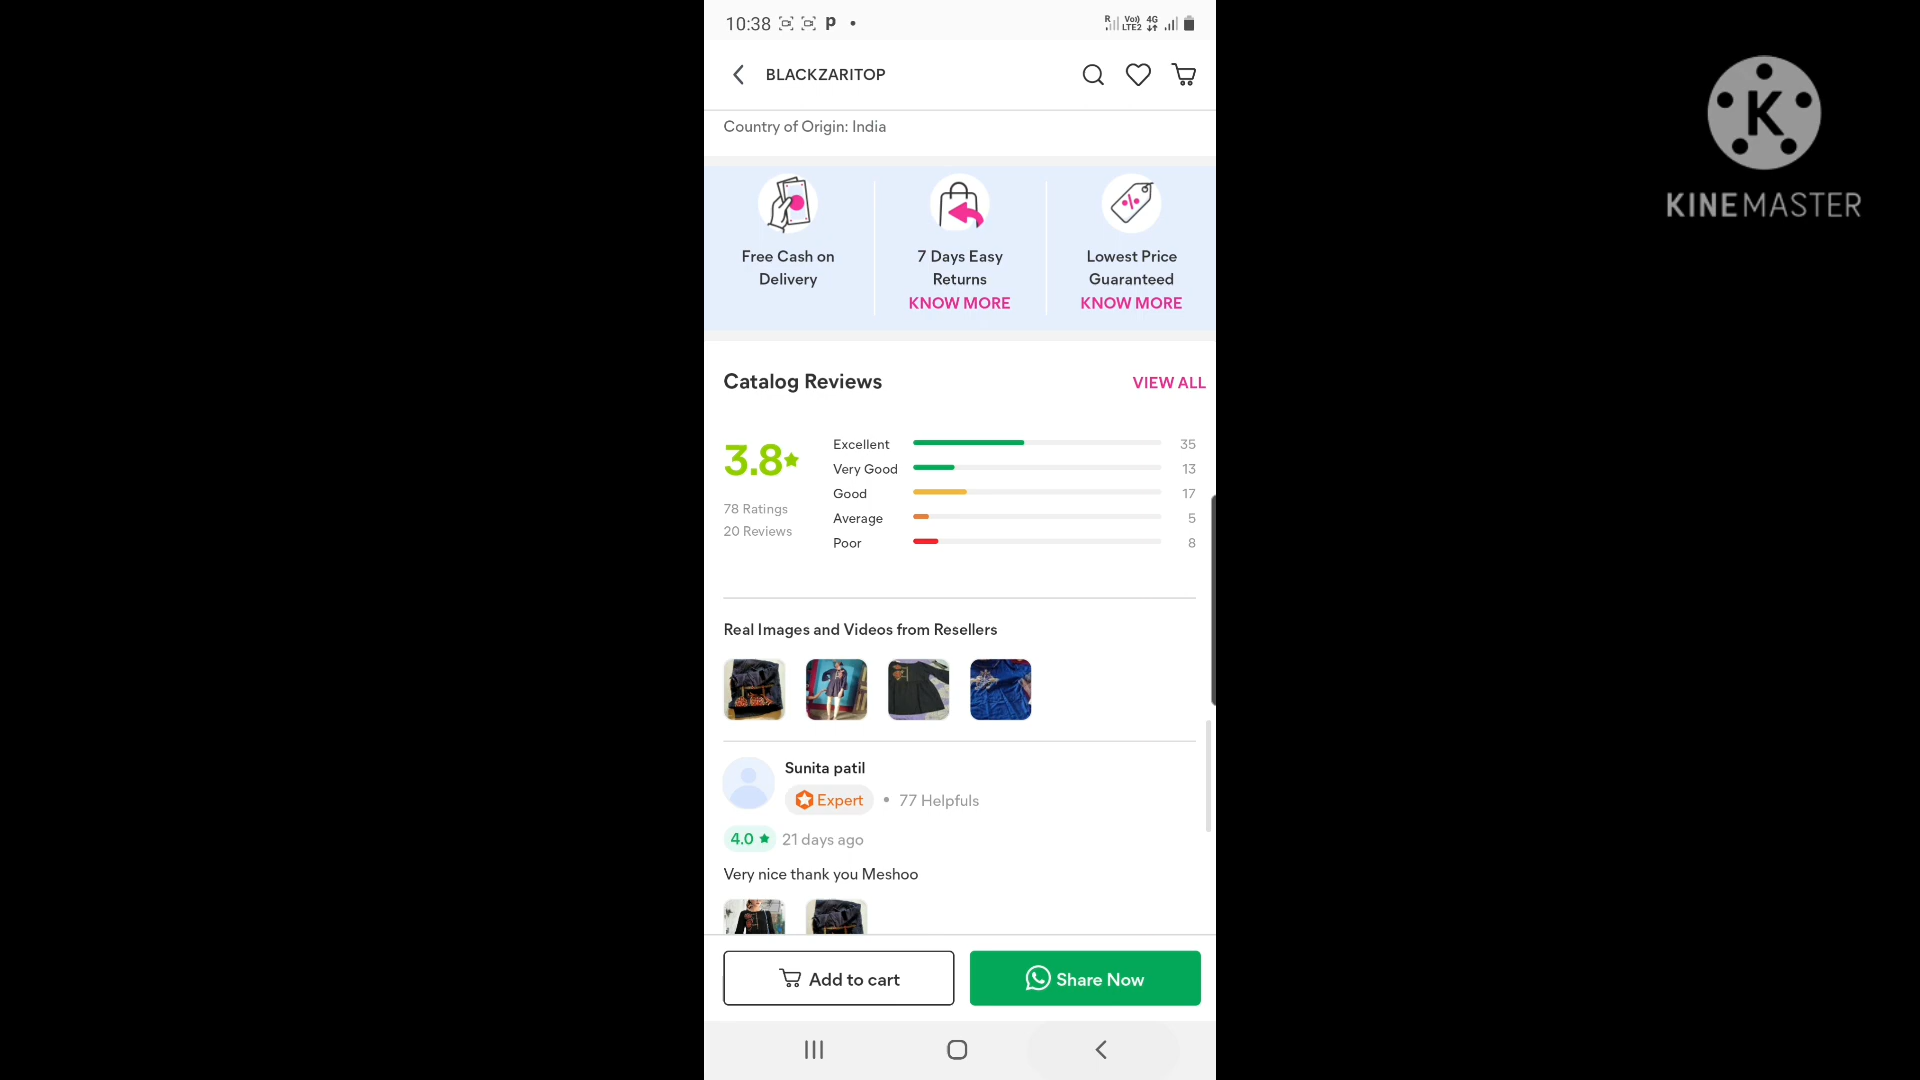 10:38 p
R Vo) LTE2 4G
BLACKZARITOP
Country of Origin: India
Free Cash on
Delivery
7 Days Easy
Returns
KNOW MORE
Lowest Price
Guaranteed
KNOW MORE
Catalog Reviews VIEW ALL
3.8
78 Ratings
20 Reviews
Excellent 35
Very Good 13
Good 17
Average 5
Poor 8
Real Images and Videos from Resellers
Sunita patil
Expert • 77 Helpfuls
4.0 21 days ago
Very nice thank you Meshoo
Add to cart
Share Now
K
KINEMASTER